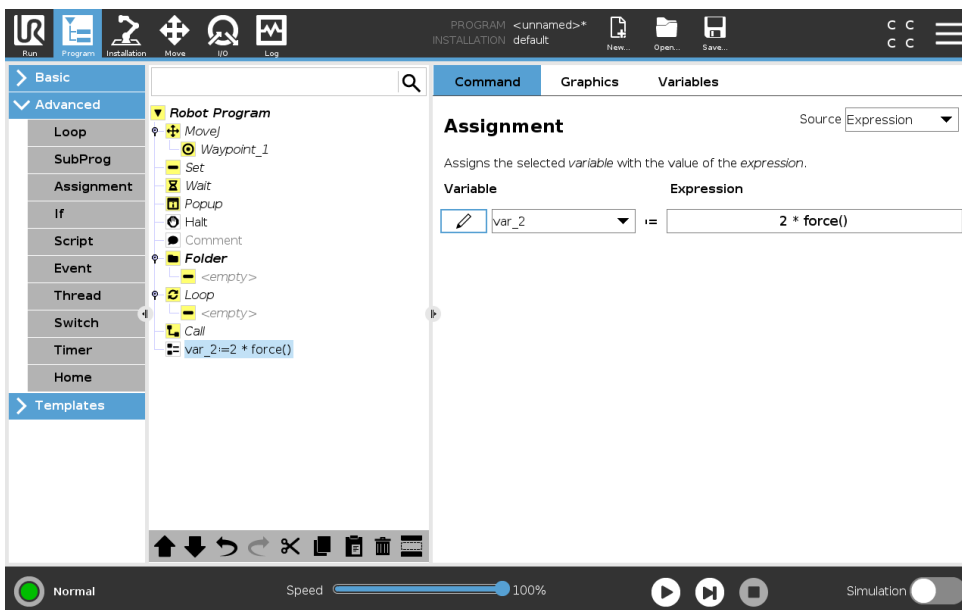 PROGRAM <unnamed>*
INSTALLATION default
UR
Run
Program
Installation
Move
I/O
Log
New...
Open...
Save...
C C
C C
Basic
Advanced
Loop
SubProg
Assignment
If
Script
Event
Thread
Switch
Timer
Home
Templates
Robot Program
MoveJ
Waypoint_1
Set
Wait
Popup
Halt
Comment
Folder
<empty>
Loop
<empty>
Call
var_2:=2 * force()
Command Graphics Variables
Assignment
Source Expression
Assigns the selected variable with the value of the expression.
Variable Expression
var_2 := 2 * force()
Normal
Speed 100%
Simulation